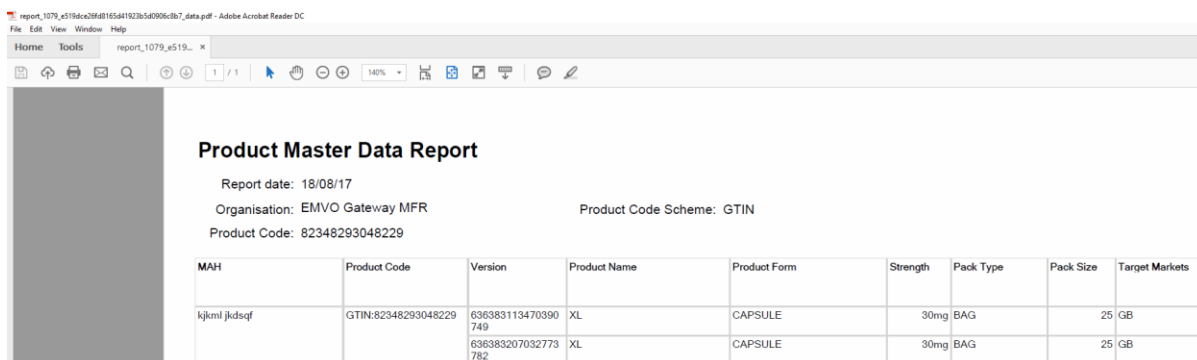 report_1079_e519dce26fd8165d41923b5d0906c8b7_data.pdf - Adobe Acrobat Reader DC
File Edit View Window Help
Home Tools report_1079_e519... ×
1 / 1 140%
Product Master Data Report
Report date: 18/08/17
Organisation: EMVO Gateway MFR Product Code Scheme: GTIN
Product Code: 82348293048229
MAH Product Code Version Product Name Product Form Strength Pack Type Pack Size Target Markets
kjkml jkdsqf GTIN:82348293048229 636383113470390 XL CAPSULE 30mg BAG 25 GB
749
636383207032773 XL CAPSULE 30mg BAG 25 GB
782